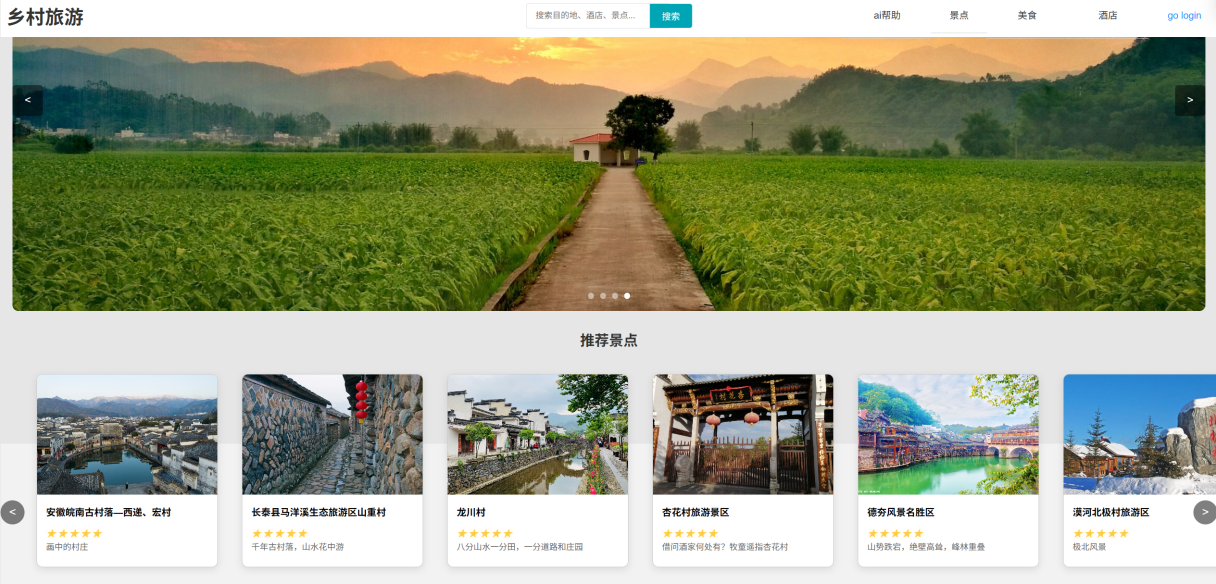 乡村旅游
搜索目的地、酒店、景点...
搜索
ai帮助
景点
美食
酒店
go login
<
>
推荐景点
安徽皖南古村落—西递、宏村
★★★★★
画中的村庄
长泰县马洋溪生态旅游区山重村
★★★★★
千年古村落，山水花中游
龙川村
★★★★★
八分山水一分田，一分道路和庄园
杏花村旅游景区
★★★★★
借问酒家何处有？牧童遥指杏花村
德夯风景名胜区
★★★★★
山势跌宕，绝壁高耸，峰林重叠
漠河北极村旅游区
★★★★★
极北风景
<
>